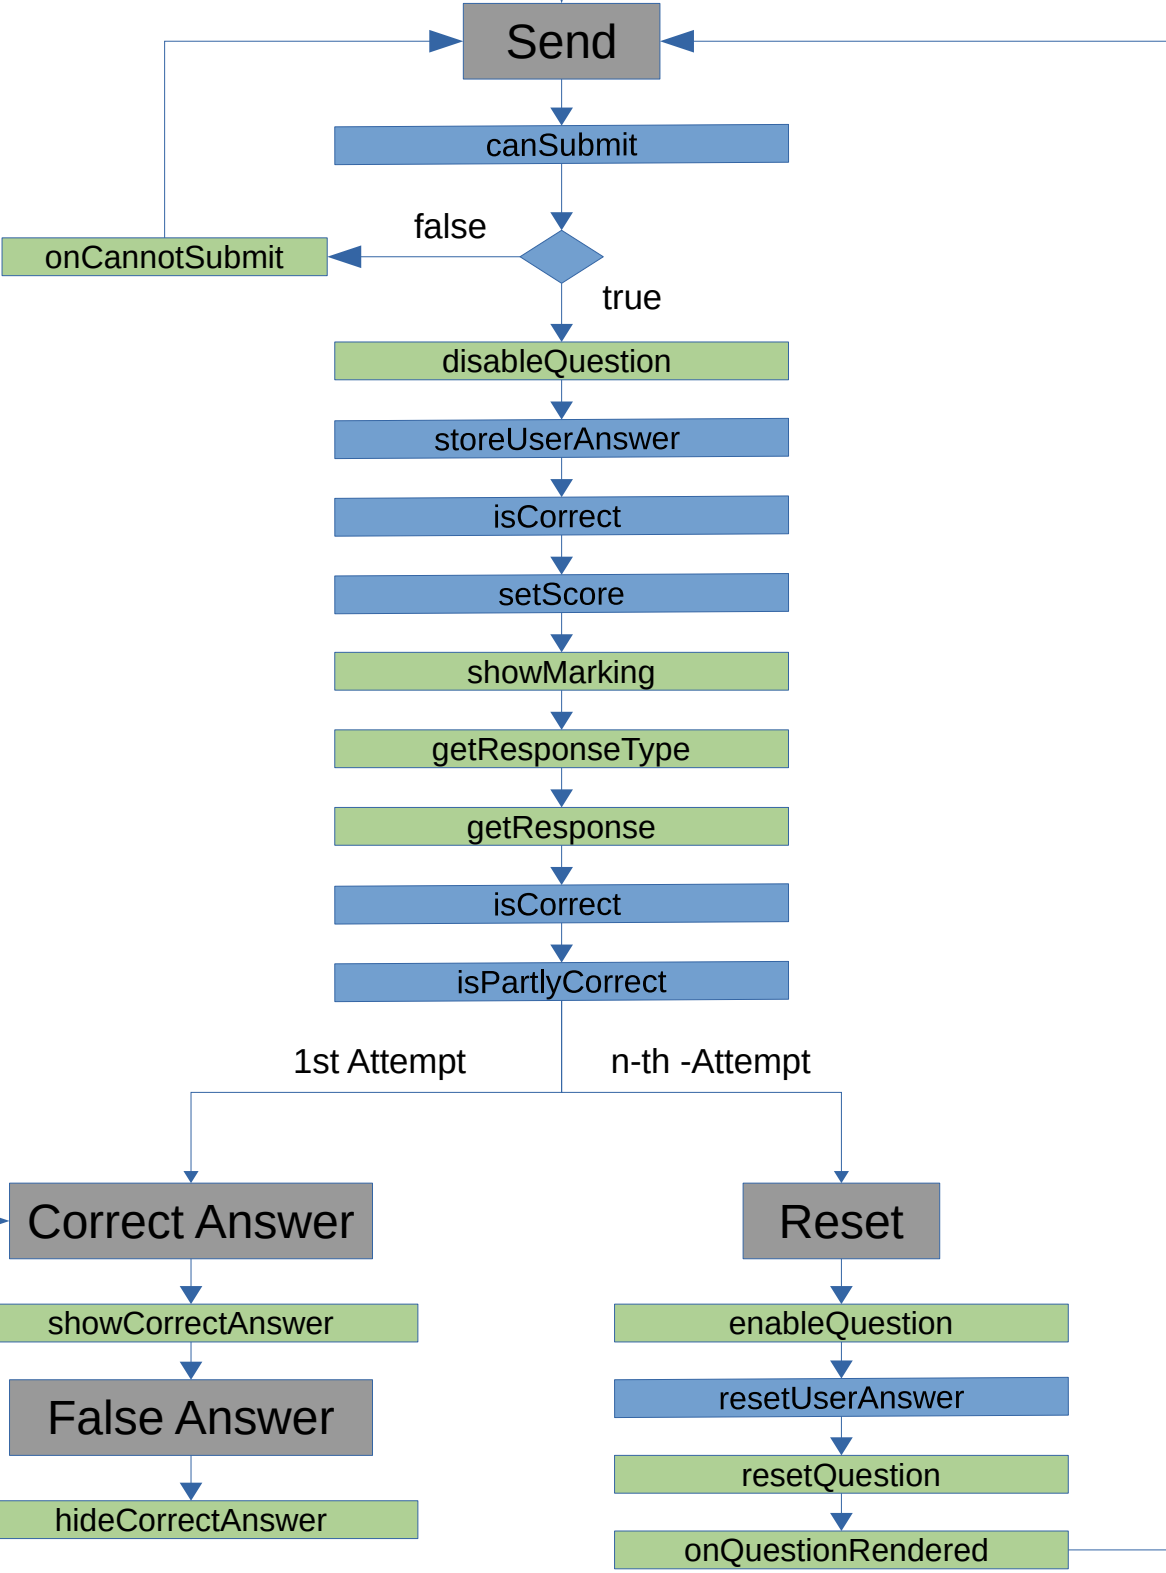 Send
canSubmit
false
onCannotSubmit
true
disableQuestion
storeUserAnswer
isCorrect
setScore
showMarking
getResponseType
getResponse
isCorrect
isPartlyCorrect
1st Attempt
n-th -Attempt
Correct Answer
Reset
showCorrectAnswer
enableQuestion
False Answer
resetUserAnswer
resetQuestion
hideCorrectAnswer
onQuestionRendered